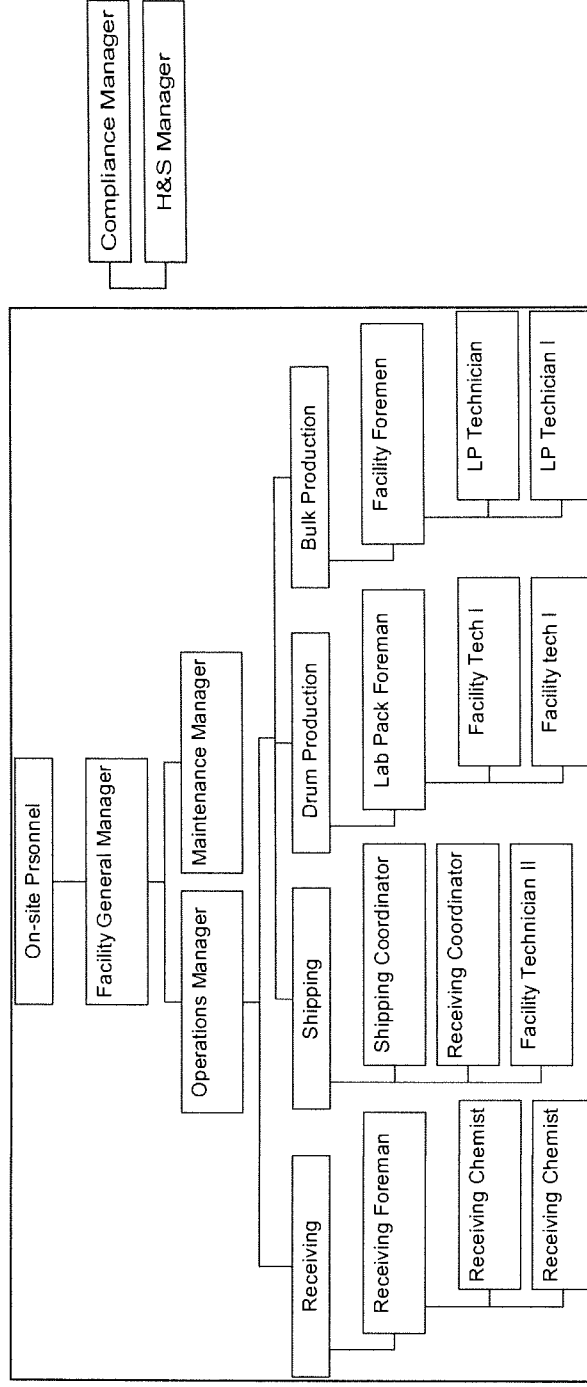 On-site Prsonnel
Facility General Manager
Operations Manager
Maintenance Manager
Receiving
Shipping
Drum Production
Bulk Production
Receiving Foreman
Shipping Coordinator
Lab Pack Foreman
Facility Foremen
Receiving Coordinator
Receiving Chemist
Facility Technician II
Facility Tech I
LP Technician
Receiving Chemist
Facility tech I
LP Techician I
Compliance Manager
H&S Manager